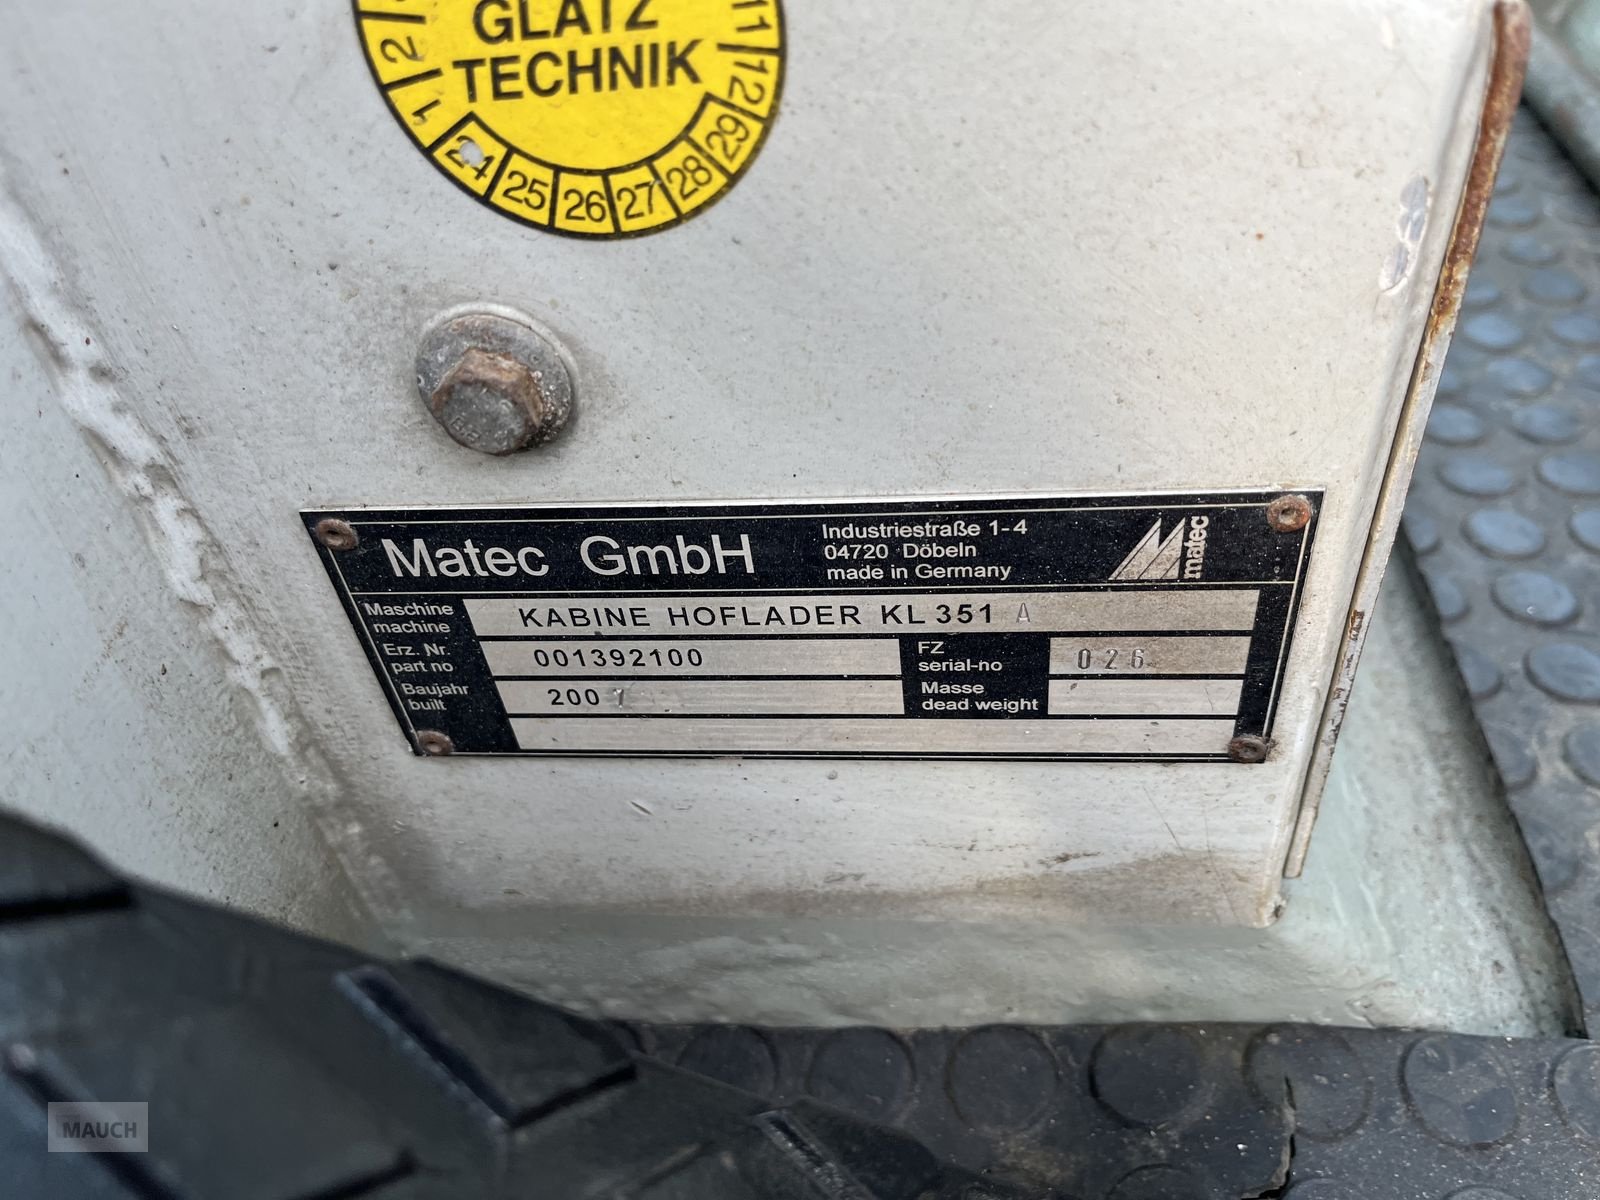 GLATZ
TECHNIK
2 1 24 25 26 27 28 29 12 11
Matec GmbH
Industriestraße 1-4
04720 Döbeln
made in Germany
matec
Maschine
machine
KABINE HOFLADER KL 351 A
Erz. Nr.
part no
001392100
FZ
serial-no
026
Baujahr
built
2007
Masse
dead weight
MAUCH